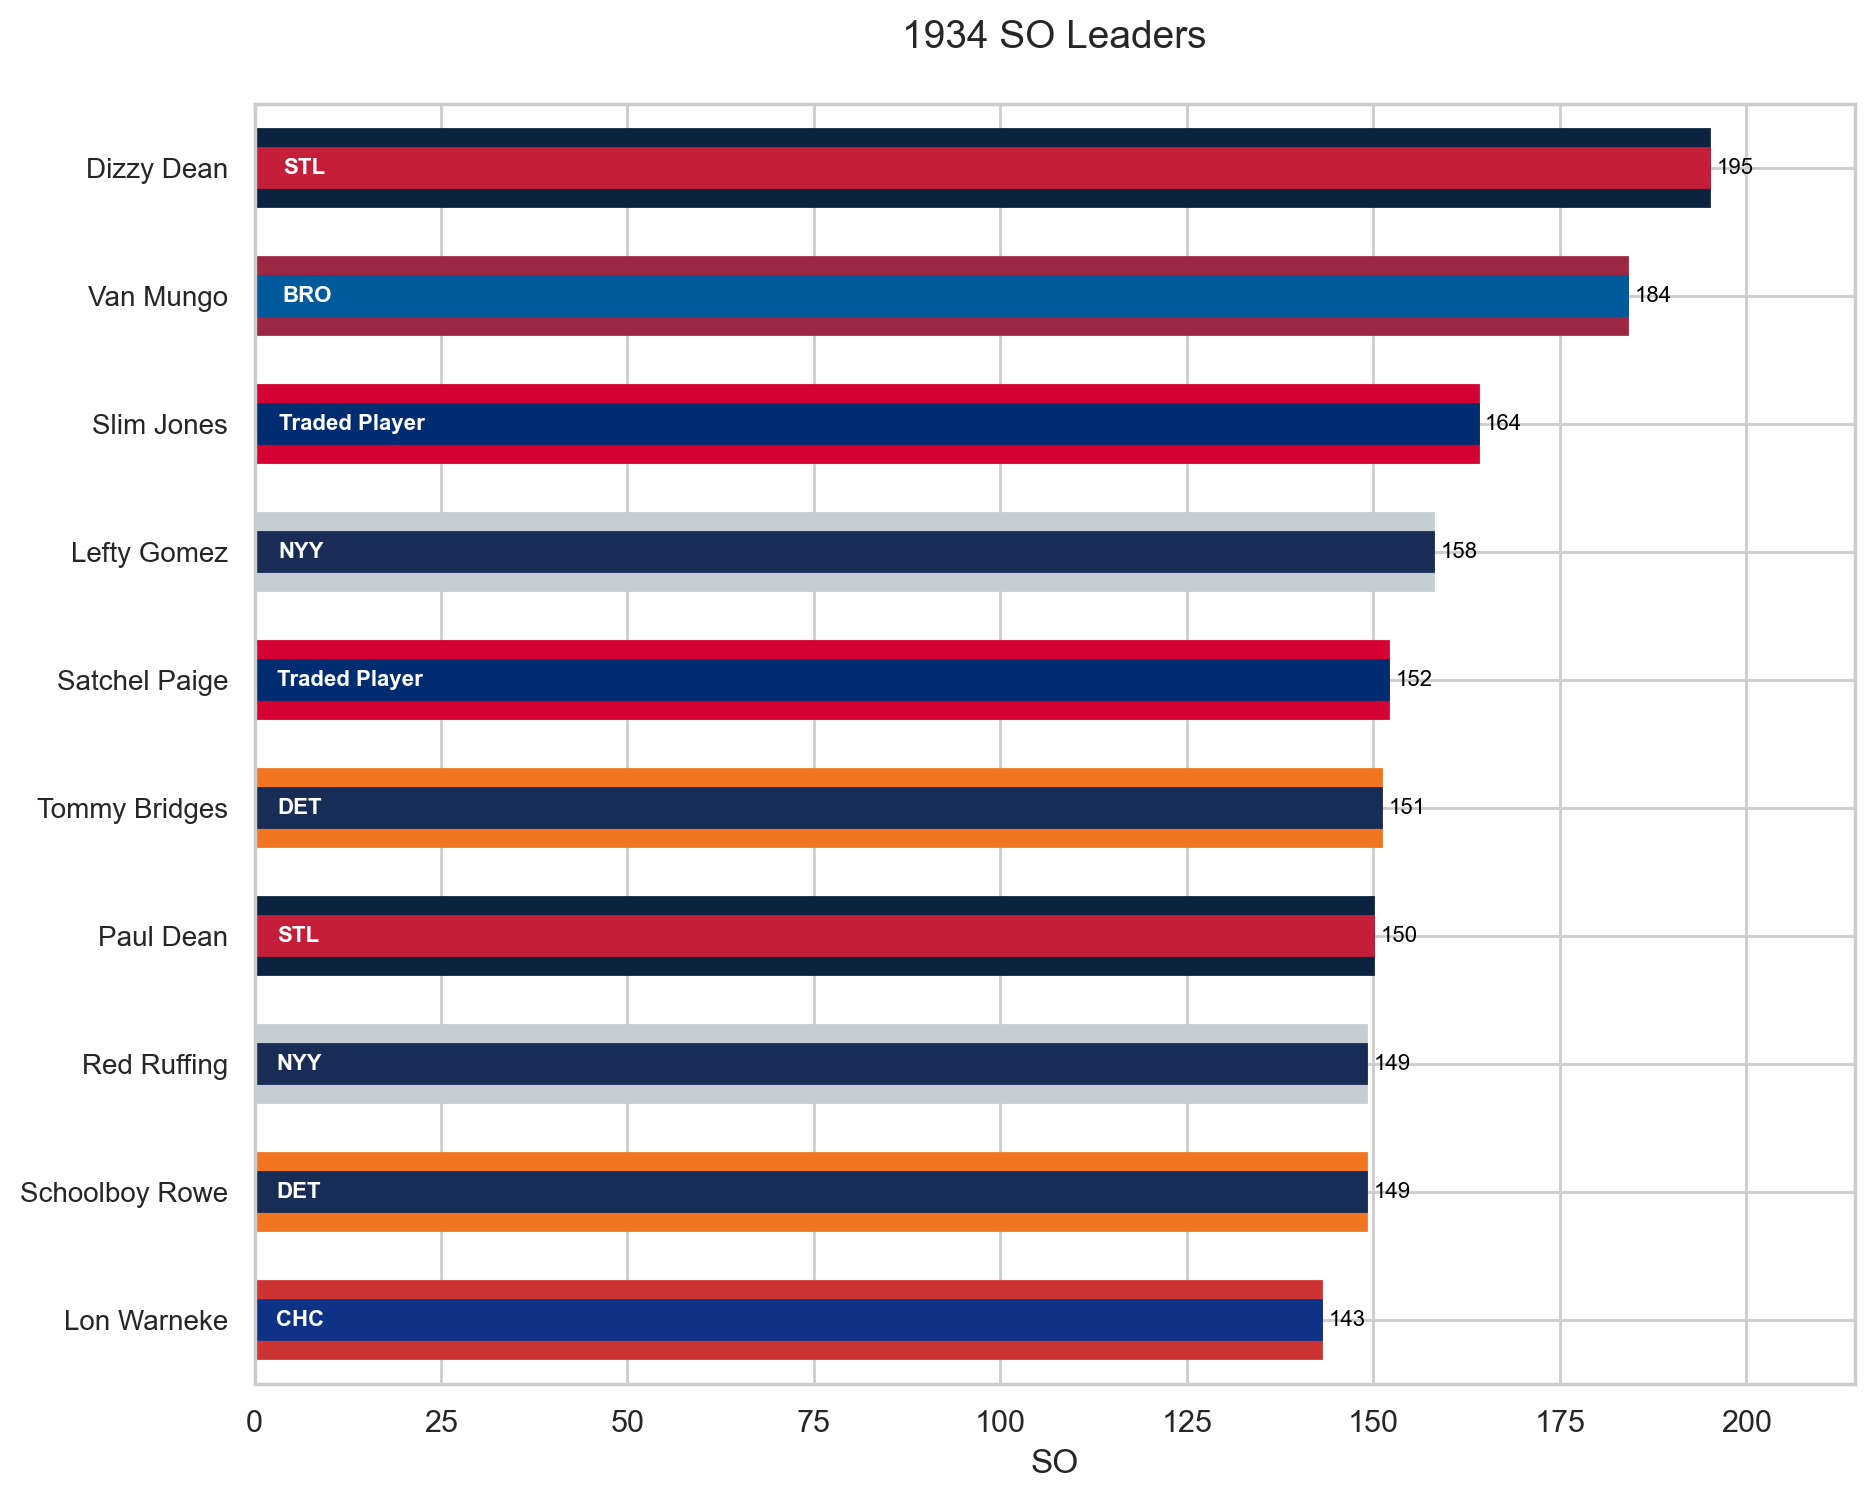 1934 SO Leaders
Dizzy Dean STL 195
Van Mungo BRO 184
Slim Jones Traded Player 164
Lefty Gomez NYY 158
Satchel Paige Traded Player 152
Tommy Bridges DET 151
Paul Dean STL 150
Red Ruffing NYY 149
Schoolboy Rowe DET 149
Lon Warneke CHC 143
0 25 50 75 100 125 150 175 200
SO